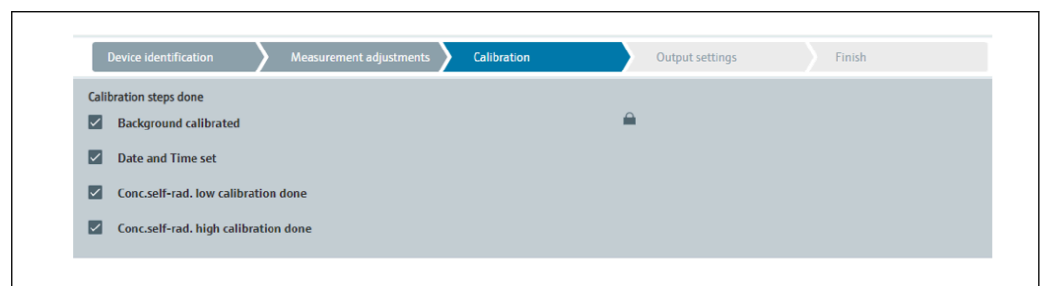 Device identification Measurement adjustments Calibration Output settings Finish
Calibration steps done
Background calibrated
Date and Time set
Conc.self-rad. low calibration done
Conc.self-rad. high calibration done